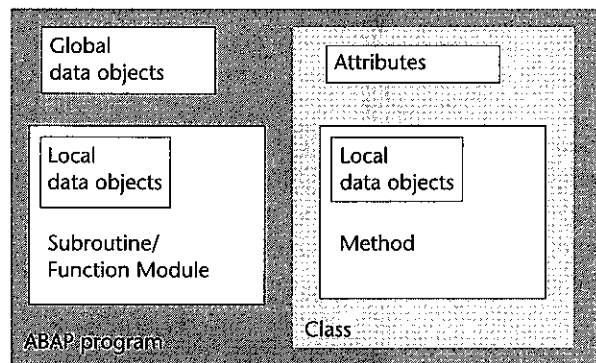 Global
data objects
Attributes
Local
data objects
Subroutine/
Function Module
Local
data objects
Method
ABAP program
Class